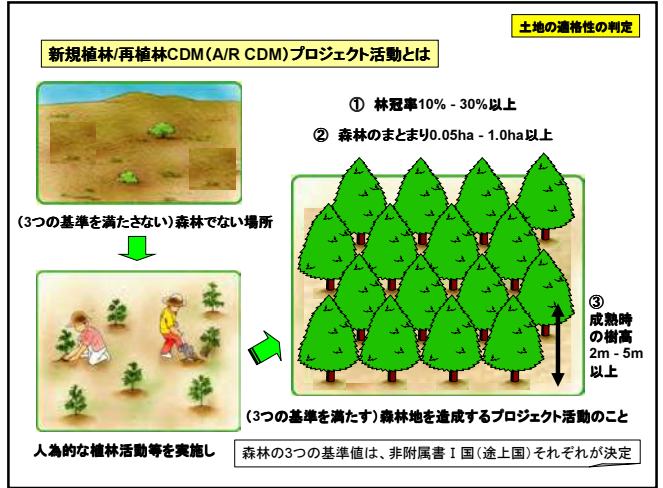 土地の適格性の判定
新規植林/再植林CDM(A/R CDM)プロジェクト活動とは
① 林冠率10% - 30%以上
② 森林のまとまり0.05ha - 1.0ha以上
(3つの基準を満たさない)森林でない場所
③
成熟時
の樹高
2m - 5m
以上
(3つの基準を満たす)森林地を造成するプロジェクト活動のこと
人為的な植林活動等を実施し
森林の3つの基準値は、非附属書Ⅰ国(途上国)それぞれが決定